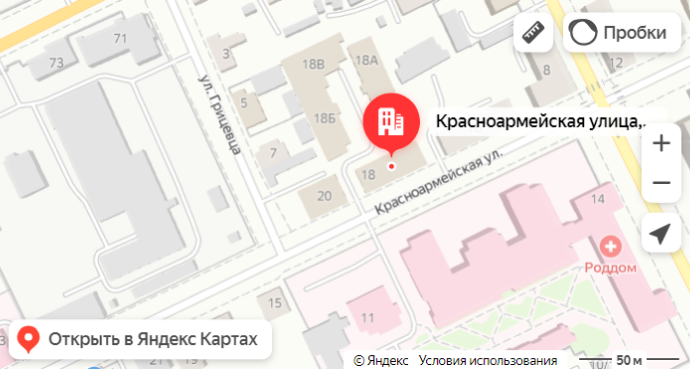 73
71
ул. Грицевца
5
7
18В
18А
18Б
18
20
8
12
Пробки
Красноармейская улица,.
Красноармейская ул.
14
Роддом
11
15
Открыть в Яндекс Картах
© Яндекс Условия использования
50 м